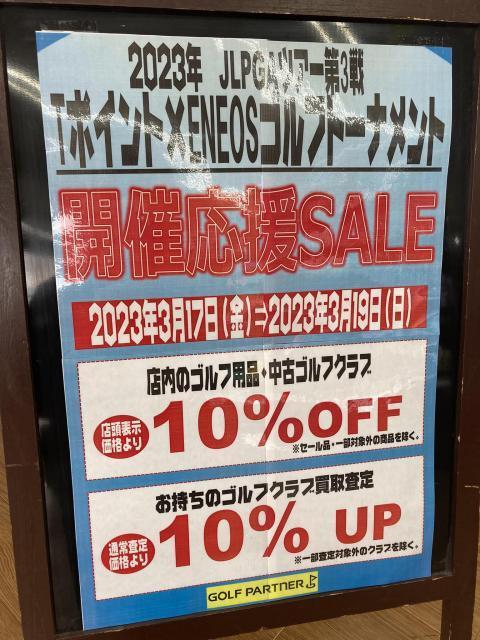 2023年 JLPGAツアー第3戦
Tポイント×ENEOSゴルフトーナメント
開催応援SALE
2023年3月17日(金)⇒2023年3月19日(日)
店内のゴルフ用品・中古ゴルフクラブ
店頭表示
価格より
10%OFF
※セール品・一部対象外の商品を除く。
お持ちのゴルフクラブ買取査定
通常査定
価格より
10% UP
※一部査定対象外のクラブを除く。
GOLF PARTNER